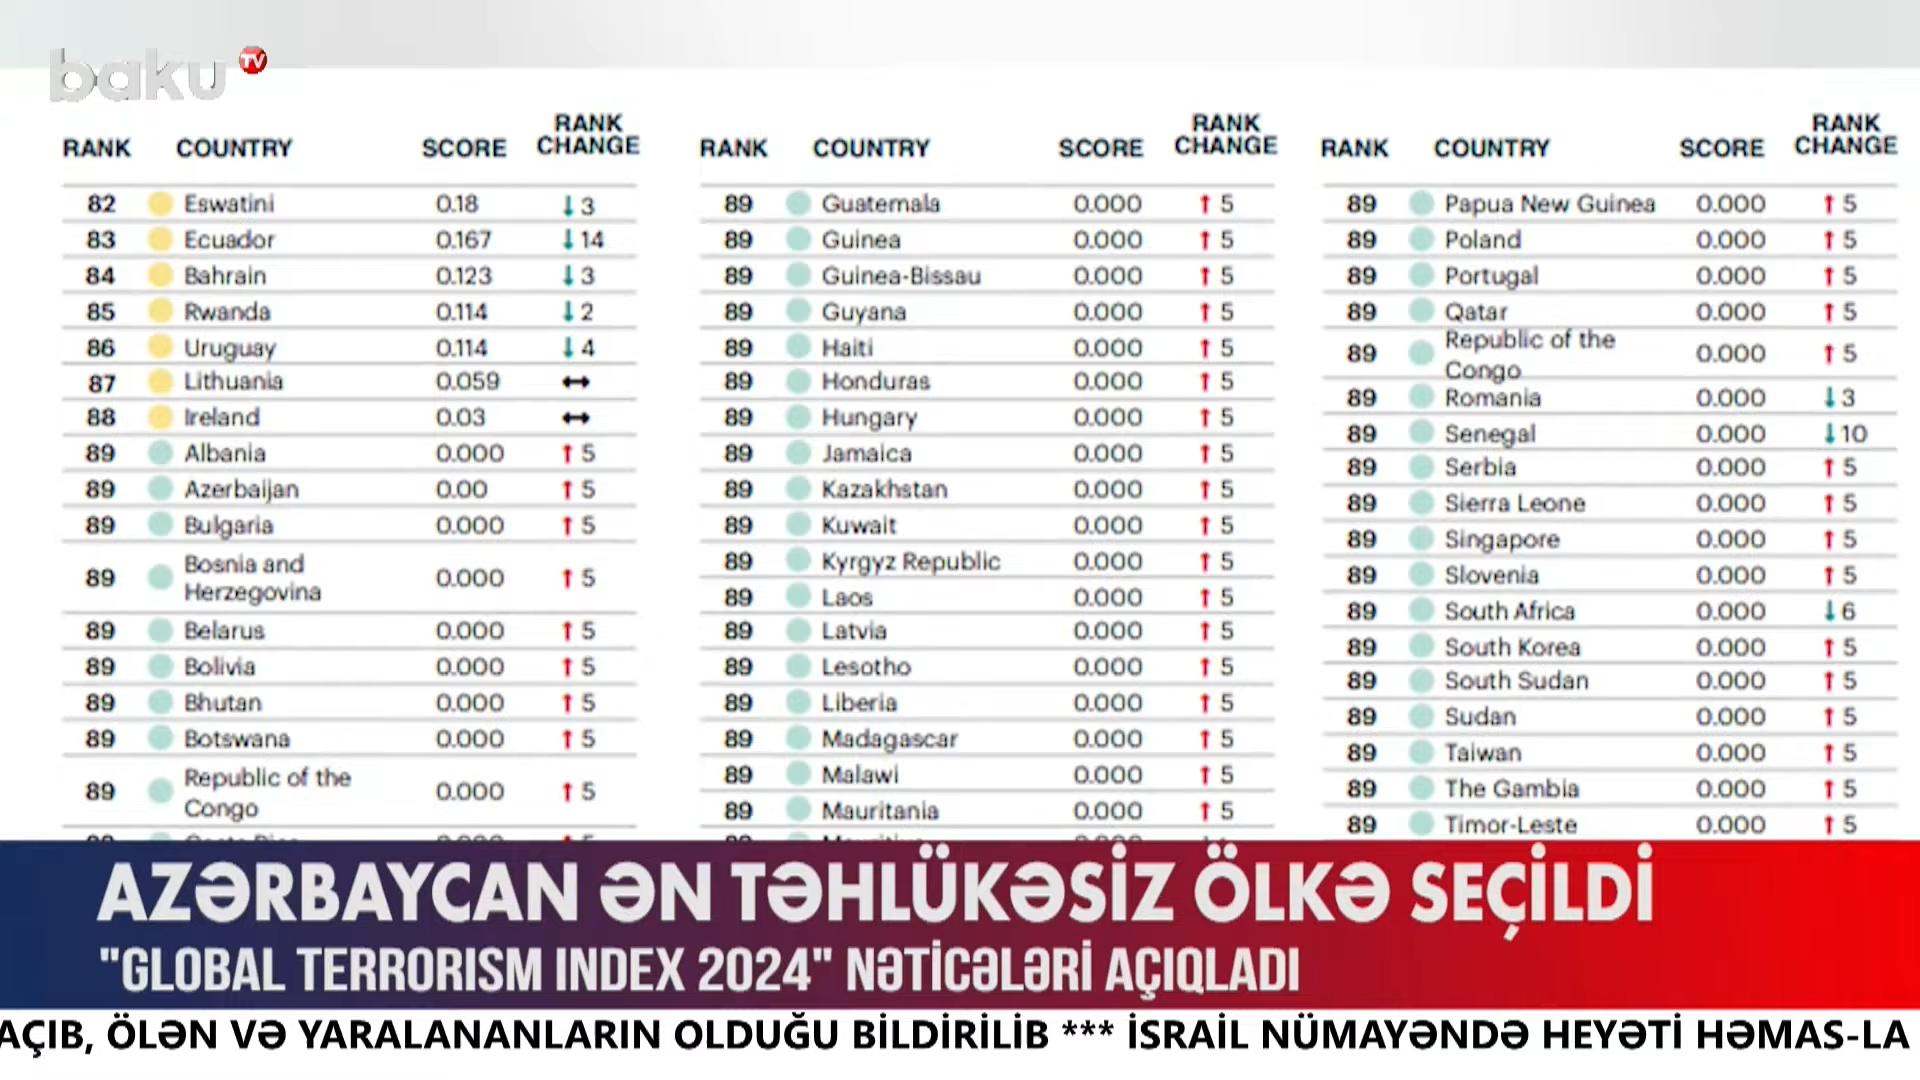 baku TV
RANK COUNTRY SCORE RANK CHANGE
82 Eswatini 0.18 ↓ 3
83 Ecuador 0.167 ↓ 14
84 Bahrain 0.123 ↓ 3
85 Rwanda 0.114 ↓ 2
86 Uruguay 0.114 ↓ 4
87 Lithuania 0.059 ↔
88 Ireland 0.03 ↔
89 Albania 0.000 ↑ 5
89 Azerbaijan 0.00 ↑ 5
89 Bulgaria 0.000 ↑ 5
89 Bosnia and Herzegovina 0.000 ↑ 5
89 Belarus 0.000 ↑ 5
89 Bolivia 0.000 ↑ 5
89 Bhutan 0.000 ↑ 5
89 Botswana 0.000 ↑ 5
89 Republic of the Congo 0.000 ↑ 5
RANK COUNTRY SCORE RANK CHANGE
89 Guatemala 0.000 ↑ 5
89 Guinea 0.000 ↑ 5
89 Guinea-Bissau 0.000 ↑ 5
89 Guyana 0.000 ↑ 5
89 Haiti 0.000 ↑ 5
89 Honduras 0.000 ↑ 5
89 Hungary 0.000 ↑ 5
89 Jamaica 0.000 ↑ 5
89 Kazakhstan 0.000 ↑ 5
89 Kuwait 0.000 ↑ 5
89 Kyrgyz Republic 0.000 ↑ 5
89 Laos 0.000 ↑ 5
89 Latvia 0.000 ↑ 5
89 Lesotho 0.000 ↑ 5
89 Liberia 0.000 ↑ 5
89 Madagascar 0.000 ↑ 5
89 Malawi 0.000 ↑ 5
89 Mauritania 0.000 ↑ 5
RANK COUNTRY SCORE RANK CHANGE
89 Papua New Guinea 0.000 ↑ 5
89 Poland 0.000 ↑ 5
89 Portugal 0.000 ↑ 5
89 Qatar 0.000 ↑ 5
89 Republic of the Congo 0.000 ↑ 5
89 Romania 0.000 ↓ 3
89 Senegal 0.000 ↓ 10
89 Serbia 0.000 ↑ 5
89 Sierra Leone 0.000 ↑ 5
89 Singapore 0.000 ↑ 5
89 Slovenia 0.000 ↑ 5
89 South Africa 0.000 ↓ 6
89 South Korea 0.000 ↑ 5
89 South Sudan 0.000 ↑ 5
89 Sudan 0.000 ↑ 5
89 Taiwan 0.000 ↑ 5
89 The Gambia 0.000 ↑ 5
89 Timor-Leste 0.000 ↑ 5
AZƏRBAYCAN ƏN TƏHLÜKƏSİZ ÖLKƏ SEÇİLDİ
"GLOBAL TERRORISM INDEX 2024" NƏTİCƏLƏRİ AÇIQLADI
AÇIB, ÖLƏN VƏ YARALANANLARIN OLDUĞU BİLDİRİLİB *** İSRAİL NÜMAYƏNDƏ HEYƏTİ HƏMAS-LA